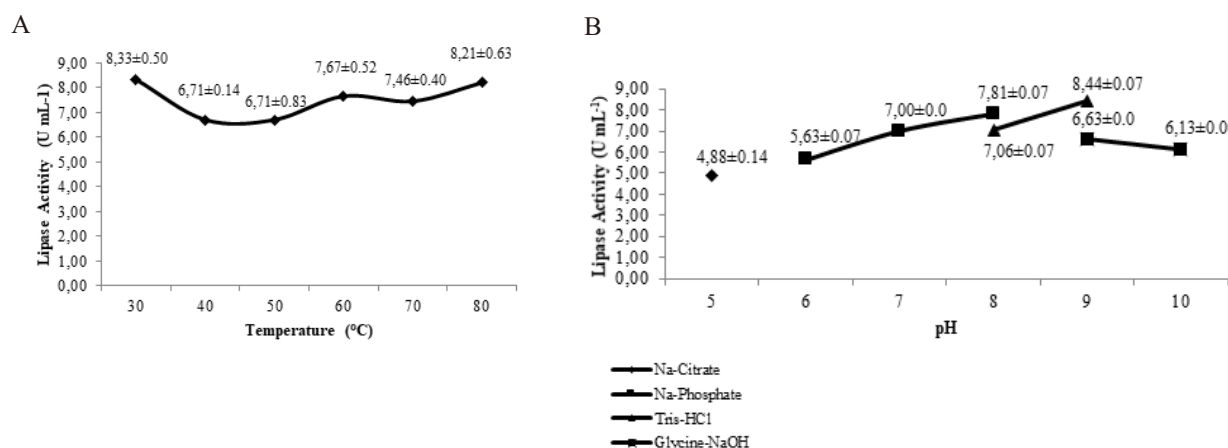 A
8,33±0.50
6,71±0.14
6,71±0.83
7,67±0.52
7,46±0.40
8,21±0.63
9,00
8,00
7,00
6,00
5,00
4,00
3,00
2,00
1,00
0,00
Lipase Activity (U mL-1)
30 40 50 60 70 80
Temperature (°C)
B
4,88±0.14
5,63±0.07
7,00±0.0
7,81±0.07
7,06±0.07
8,44±0.07
6,63±0.0
6,13±0.0
9,00
8,00
7,00
6,00
5,00
4,00
3,00
2,00
1,00
0,00
Lipase Activity (U mL⁻¹)
5 6 7 8 9 10
pH
Na-Citrate
Na-Phosphate
Tris-HC1
Glycine-NaOH